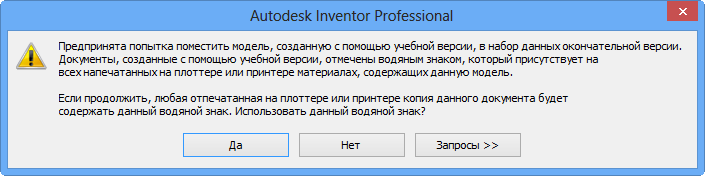 Autodesk Inventor Professional
Предпринята попытка поместить модель, созданную с помощью учебной версии, в набор данных окончательной версии.
Документы, созданные с помощью учебной версии, отмечены водяным знаком, который присутствует на
всех напечатанных на плоттере или принтере материалах, содержащих данную модель.
Если продолжить, любая отпечатанная на плоттере или принтере копия данного документа будет
содержать данный водяной знак. Использовать данный водяной знак?
Да
Нет
Запросы >>